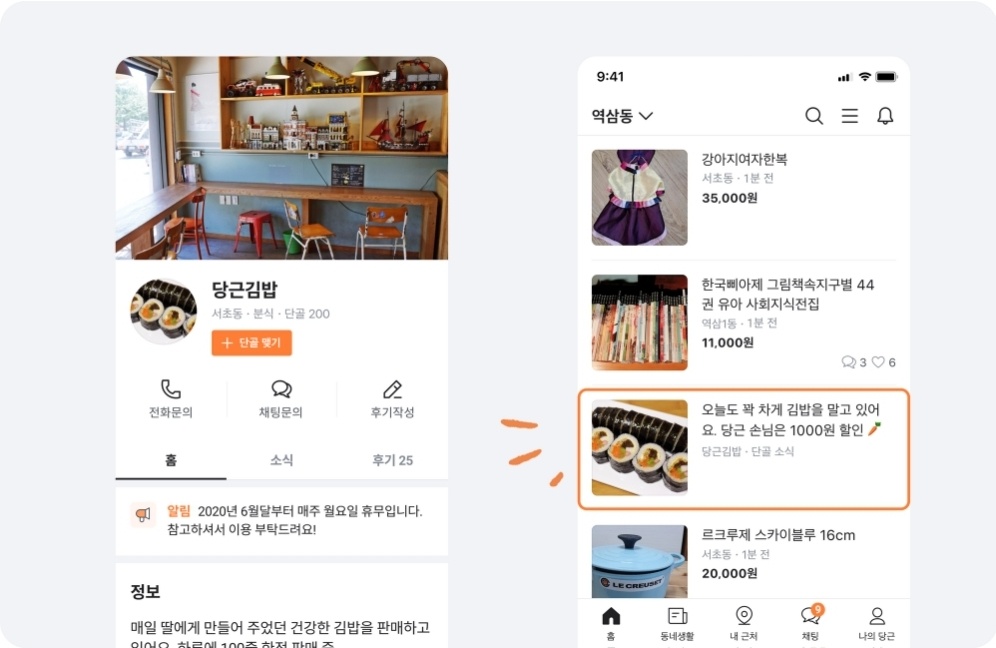 당근김밥
서초동 · 분식 · 단골 200
+ 단골 맺기
전화문의
채팅문의
후기작성
홈
소식
후기 25
알림 2020년 6월달부터 매주 월요일 휴무입니다.
참고하셔서 이용 부탁드려요!
정보
매일 딸에게 만들어 주었던 건강한 김밥을 판매하고
있어요. 하루에 100줄 한정 판매 중
9:41
역삼동
강아지여자한복
서초동 · 1분 전
35,000원
한국삐아제 그림책속지구별 44
권 유아 사회지식전집
역삼1동 · 1분 전
11,000원
3 6
오늘도 꽉 차게 김밥을 말고 있어
요. 당근 손님은 1000원 할인🥕
당근김밥 · 단골 소식
르크루제 스카이블루 16cm
서초동 · 1분 전
20,000원
LE CREUSET
9
홈
동네생활
내 근처
채팅
나의 당근